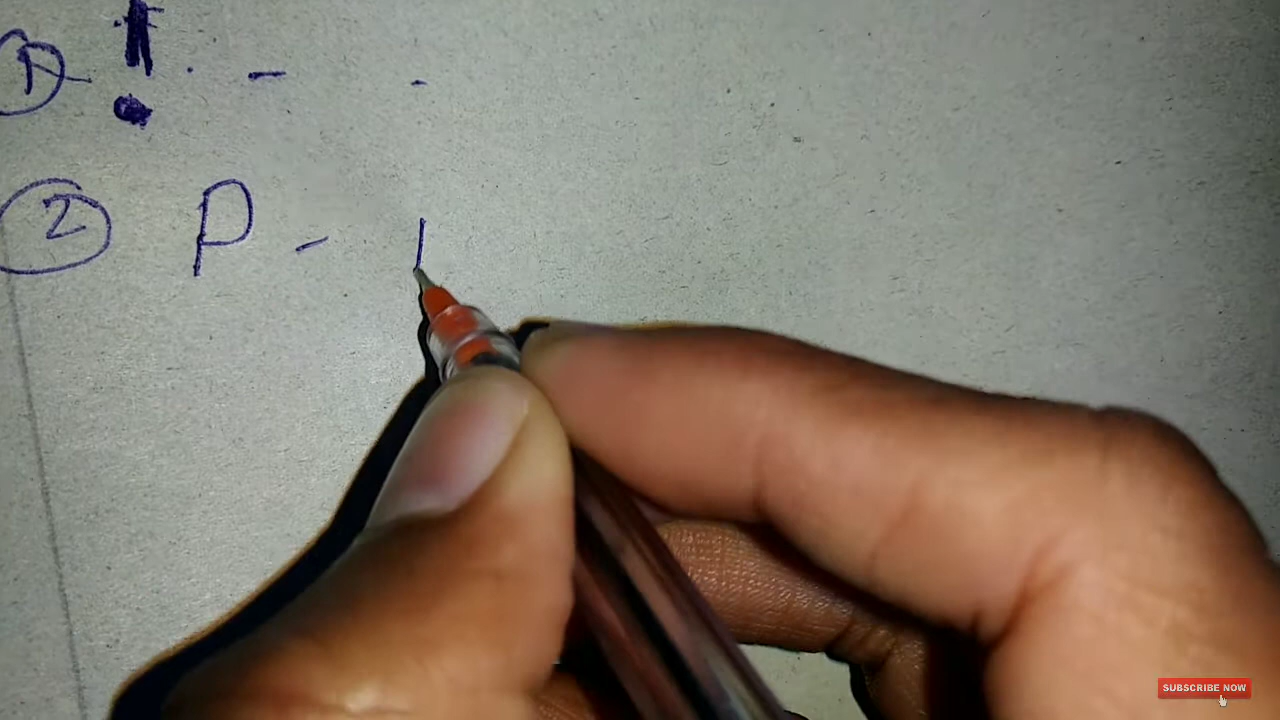 ① ! - -
② P -
SUBSCRIBE NOW